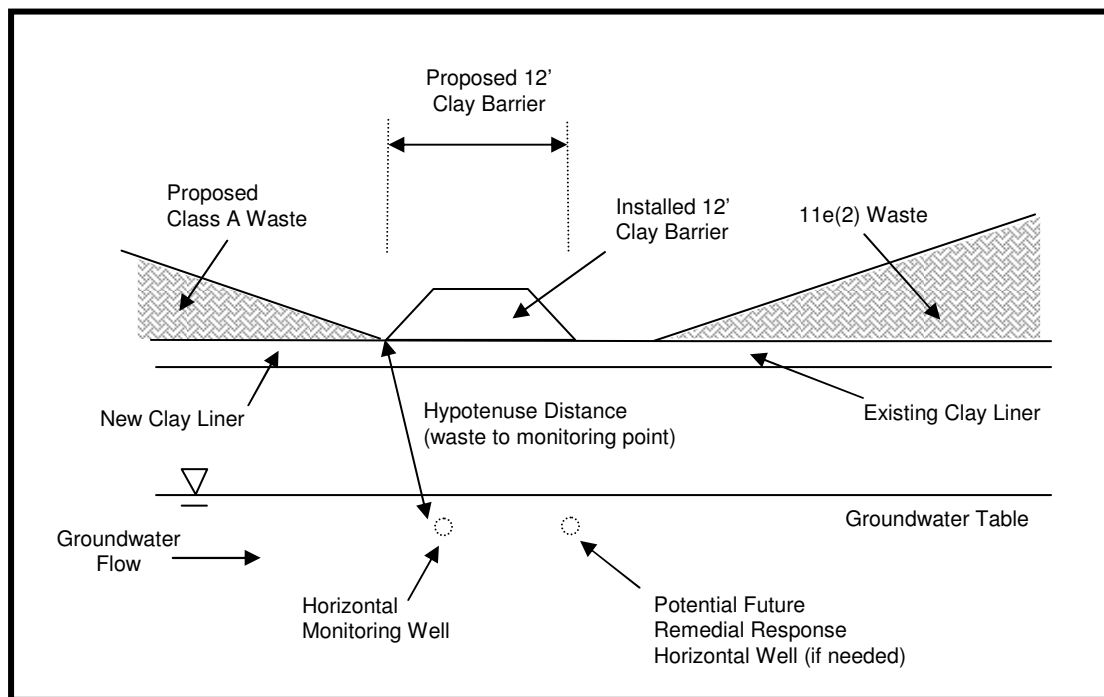 Proposed 12’
Clay Barrier
Proposed
Class A Waste
Installed 12’
Clay Barrier
11e(2) Waste
New Clay Liner
Hypotenuse Distance
(waste to monitoring point)
Existing Clay Liner
Groundwater Table
Groundwater
Flow
Horizontal
Monitoring Well
Potential Future
Remedial Response
Horizontal Well (if needed)